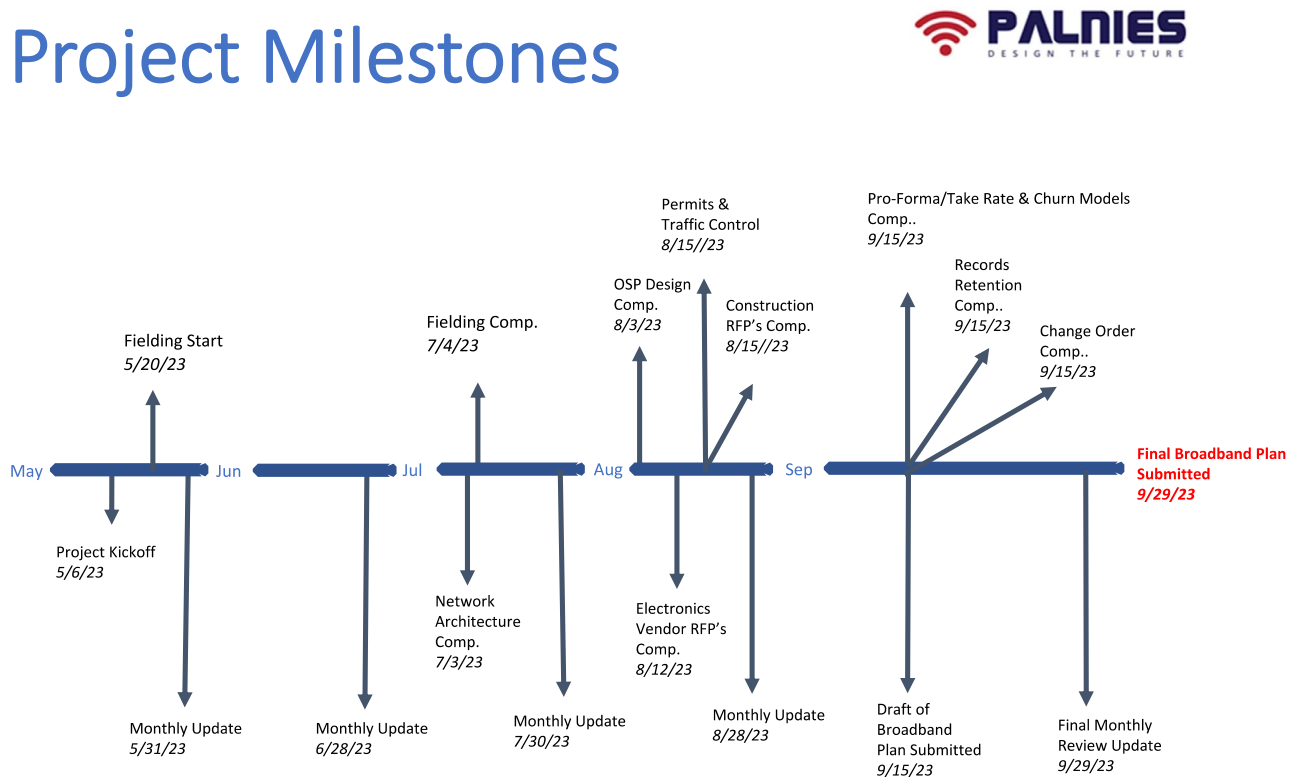 Project Milestones
PALNIES
DESIGN THE FUTURE
Permits &
Traffic Control
8/15//23
Pro-Forma/Take Rate & Churn Models
Comp..
9/15/23
Records
Retention
Comp..
9/15/23
OSP Design
Comp.
8/3/23
Construction
RFP's Comp.
8/15//23
Change Order
Comp..
9/15/23
Fielding Start
5/20/23
Fielding Comp.
7/4/23
May
Jun
Jul
Aug
Sep
Final Broadband Plan
Submitted
9/29/23
Project Kickoff
5/6/23
Network
Architecture
Comp.
7/3/23
Electronics
Vendor RFP's
Comp.
8/12/23
Monthly Update
5/31/23
Monthly Update
6/28/23
Monthly Update
7/30/23
Monthly Update
8/28/23
Draft of
Broadband
Plan Submitted
9/15/23
Final Monthly
Review Update
9/29/23